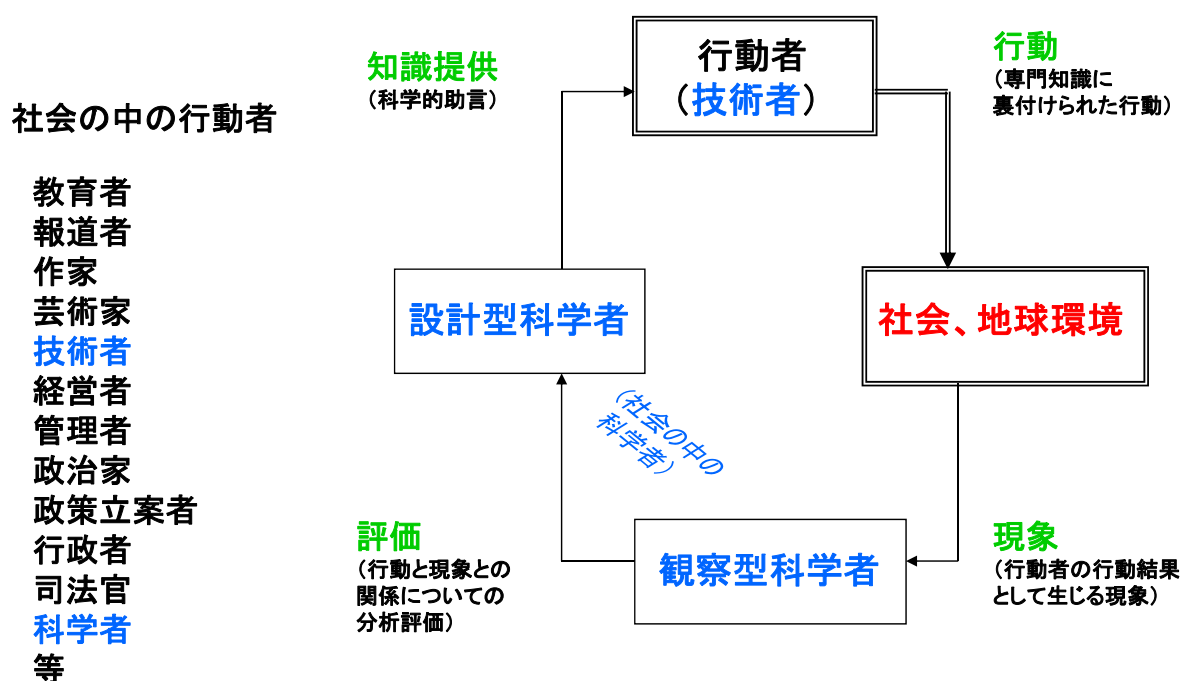 社会の中の行動者
教育者
報道者
作家
芸術家
技術者
経営者
管理者
政治家
政策立案者
行政者
司法官
科学者
等
知識提供
（科学的助言）
行動者
（技術者）
行動
（専門知識に
裏付けられた行動）
設計型科学者
社会、地球環境
（社会の中の
科学者）
評価
（行動と現象との
関係についての
分析評価）
観察型科学者
現象
（行動者の行動結果
として生じる現象）